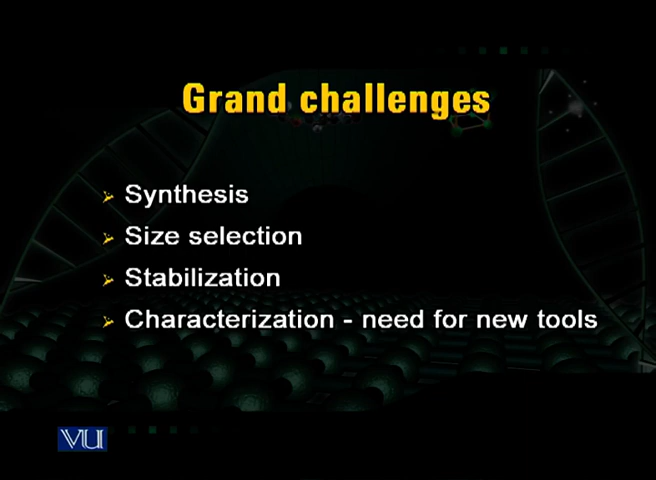 Grand challenges
Synthesis
Size selection
Stabilization
Characterization - need for new tools
VU